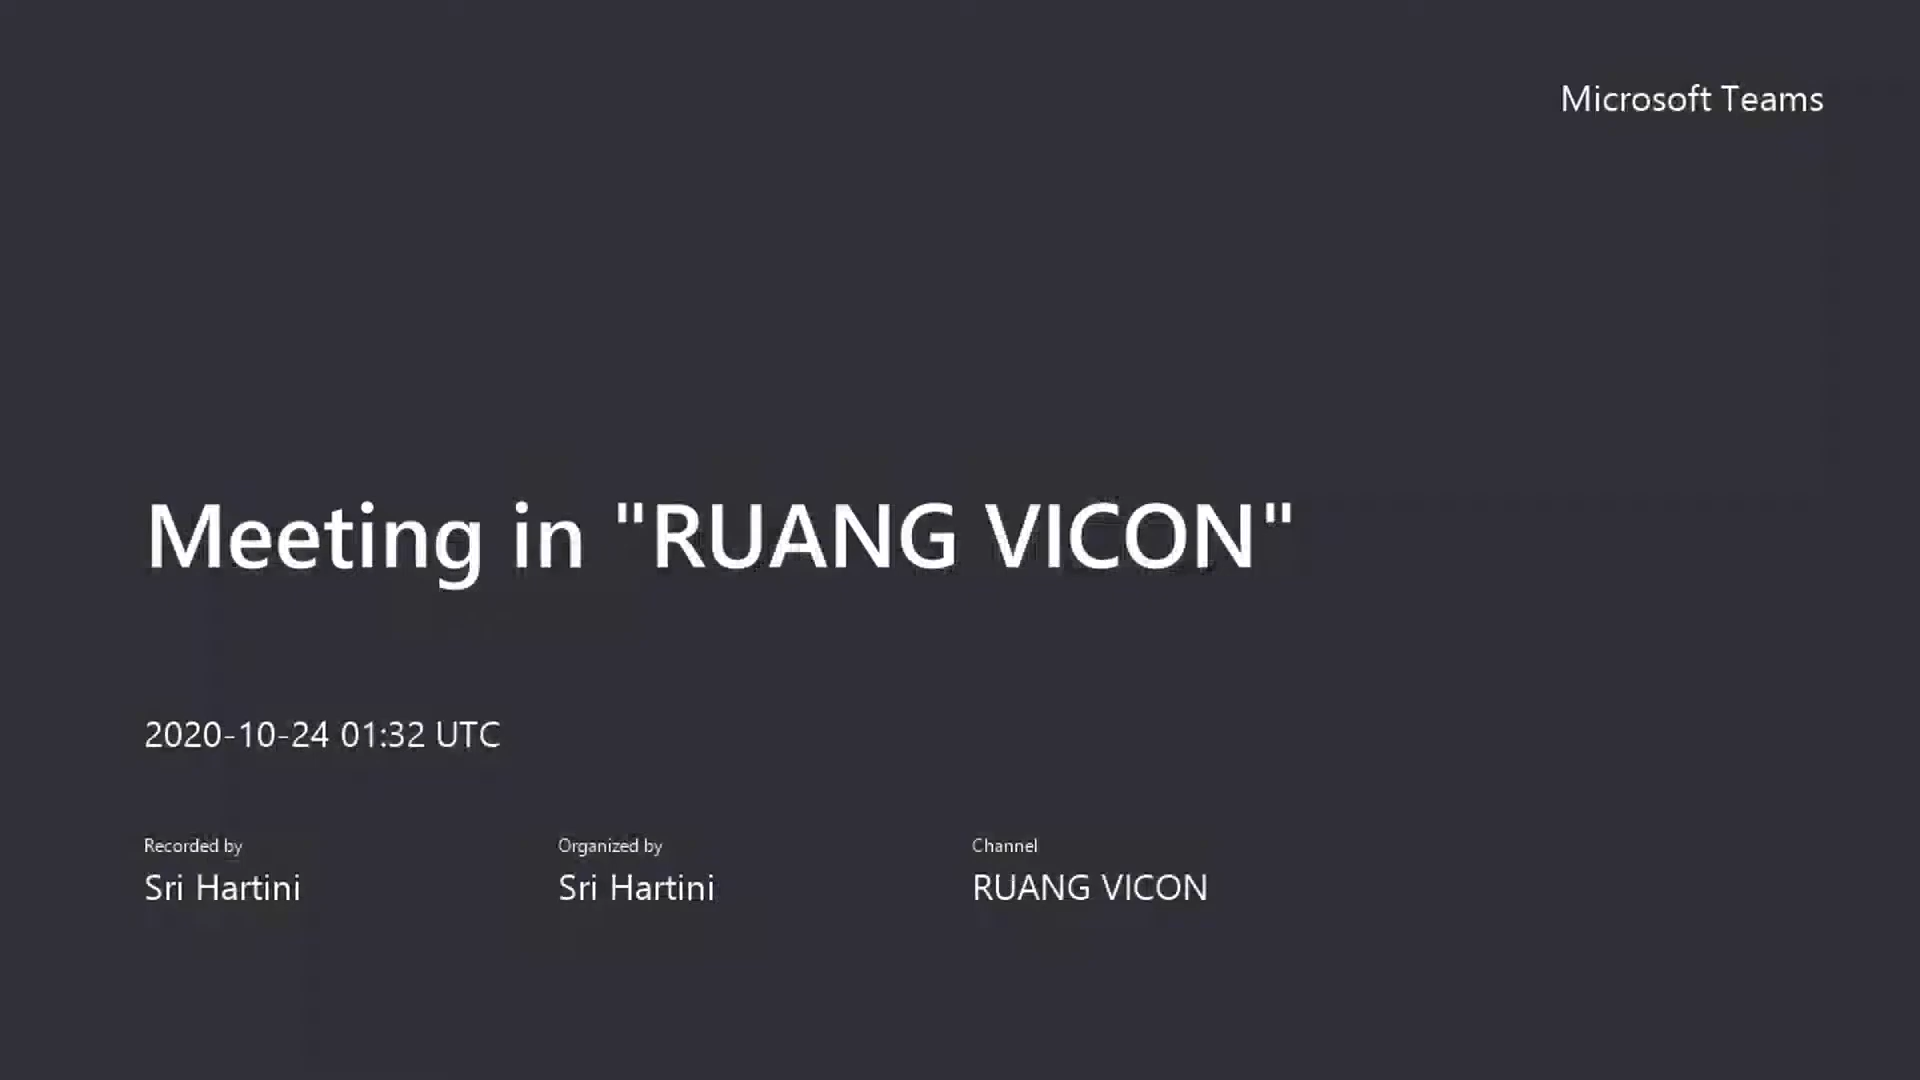 Microsoft Teams
Meeting in "RUANG VICON"
2020-10-24 01:32 UTC
Recorded by
Sri Hartini
Organized by
Sri Hartini
Channel
RUANG VICON